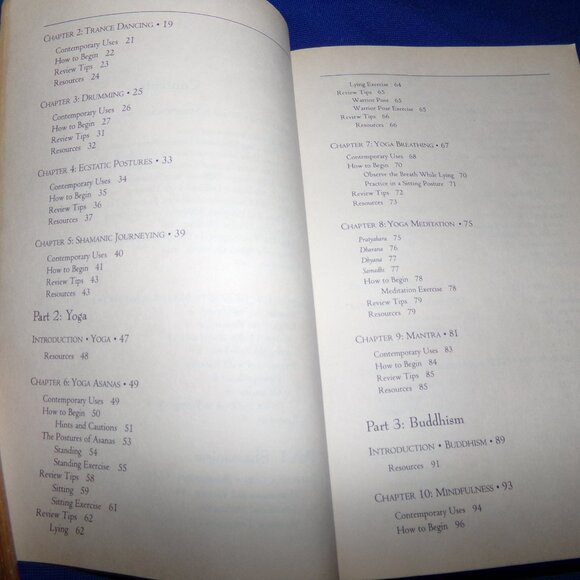 CHAPTER 2: TRANCE DANCING • 19
Contemporary Uses 21
How to Begin 22
Review Tips 23
Resources 24
CHAPTER 3: DRUMMING • 25
Contemporary Uses 26
How to Begin 27
Review Tips 31
Resources 32
CHAPTER 4: ECSTATIC POSTURES • 33
Contemporary Uses 34
How to Begin 35
Review Tips 36
Resources 37
CHAPTER 5: SHAMANIC JOURNEYING • 39
Contemporary Uses 40
How to Begin 41
Review Tips 43
Resources 43
Part 2: Yoga
INTRODUCTION • YOGA • 47
Resources 48
CHAPTER 6: YOGA ASANAS • 49
Contemporary Uses 49
How to Begin 50
Hints and Cautions 51
The Postures of Asanas 53
Standing 54
Standing Exercise 55
Review Tips 58
Sitting 59
Sitting Exercise 61
Review Tips 62
Lying 62
Lying Exercise 64
Review Tips 65
Warrior Pose 65
Warrior Pose Exercise 65
Review Tips 66
Resources 66
CHAPTER 7: YOGA BREATHING • 67
Contemporary Uses 68
How to Begin 70
Observe the Breath While Lying 70
Practice in a Sitting Posture 71
Review Tips 72
Resources 73
CHAPTER 8: YOGA MEDITATION • 75
Pratyahara 75
Dharana 76
Dhyana 77
Samadhi 77
How to Begin 78
Meditation Exercise 78
Review Tips 79
Resources 79
CHAPTER 9: MANTRA • 81
Contemporary Uses 83
How to Begin 84
Review Tips 85
Resources 85
Part 3: Buddhism
INTRODUCTION • BUDDHISM • 89
Resources 91
CHAPTER 10: MINDFULNESS • 93
Contemporary Uses 94
How to Begin 96